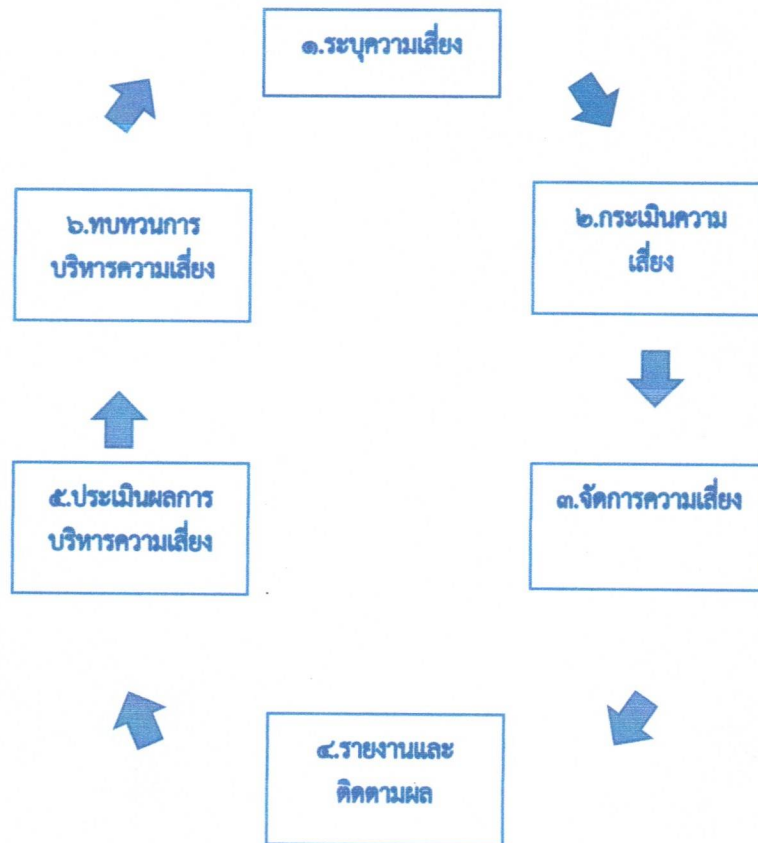 ๑.ระบุความเสี่ยง
๒.กระเมินความ
เสี่ยง
๓.จัดการความเสี่ยง
๔.รายงานและ
ติดตามผล
๕.ประเมินผลการ
บริหารความเสี่ยง
๖.ทบทวนการ
บริหารความเสี่ยง